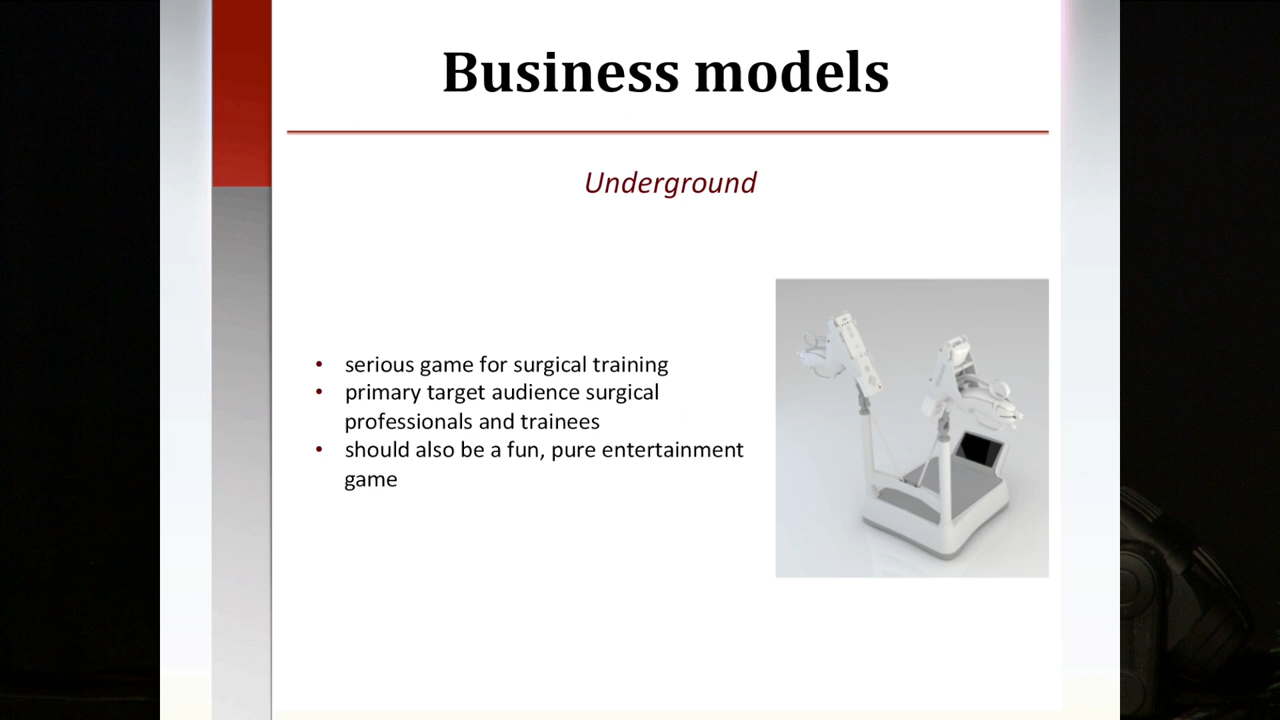 Business models
Underground
• serious game for surgical training
• primary target audience surgical
professionals and trainees
• should also be a fun, pure entertainment
game